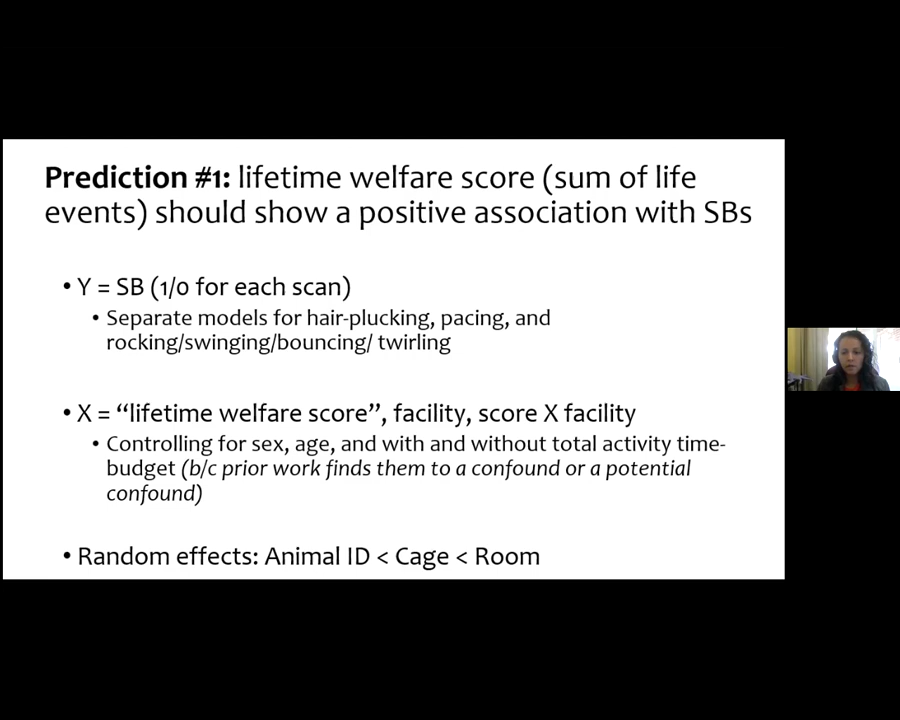 Prediction #1: lifetime welfare score (sum of life
events) should show a positive association with SBs
• Y = SB (1/0 for each scan)
• Separate models for hair-plucking, pacing, and
rocking/swinging/bouncing/ twirling
• X = “lifetime welfare score”, facility, score X facility
• Controlling for sex, age, and with and without total activity time-
budget (b/c prior work finds them to a confound or a potential
confound)
• Random effects: Animal ID < Cage < Room